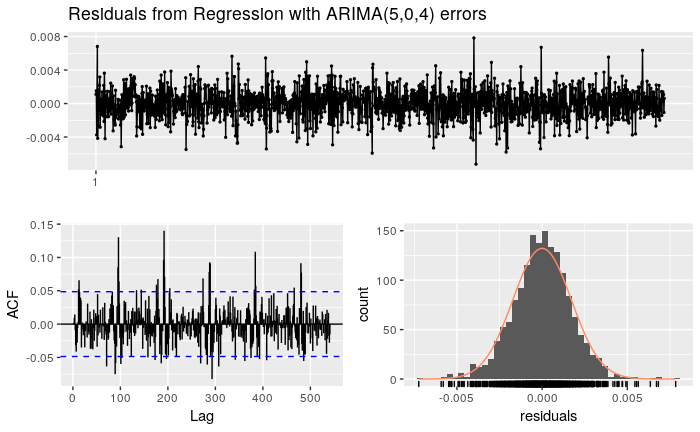 Residuals from Regression with ARIMA(5,0,4) errors
0.008
0.004
0.000
-0.004
1
0.15
0.10
0.05
0.00
-0.05
ACF
0 100 200 300 400 500
Lag
150
100
50
0
count
-0.005 0.000 0.005
residuals